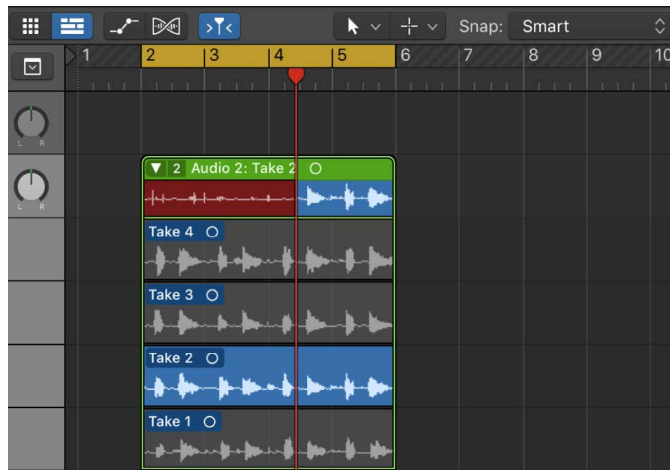 Snap: Smart
1 2 3 4 5 6 7 8 9 10
L R
2 Audio 2: Take 2
L R
Take 4
Take 3
Take 2
Take 1